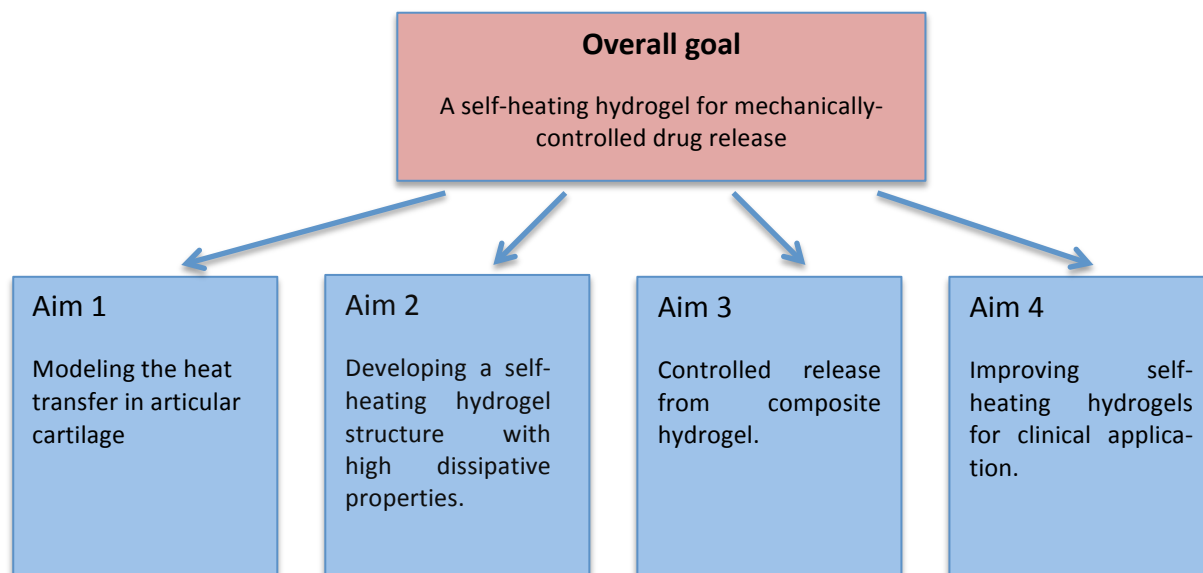 Overall goal
A self-heating hydrogel for mechanically-
controlled drug release
Aim 1
Modeling the heat
transfer in articular
cartilage
Aim 2
Developing a self-
heating hydrogel
structure with
high dissipative
properties.
Aim 3
Controlled release
from composite
hydrogel.
Aim 4
Improving self-
heating hydrogels
for clinical applica-
tion.